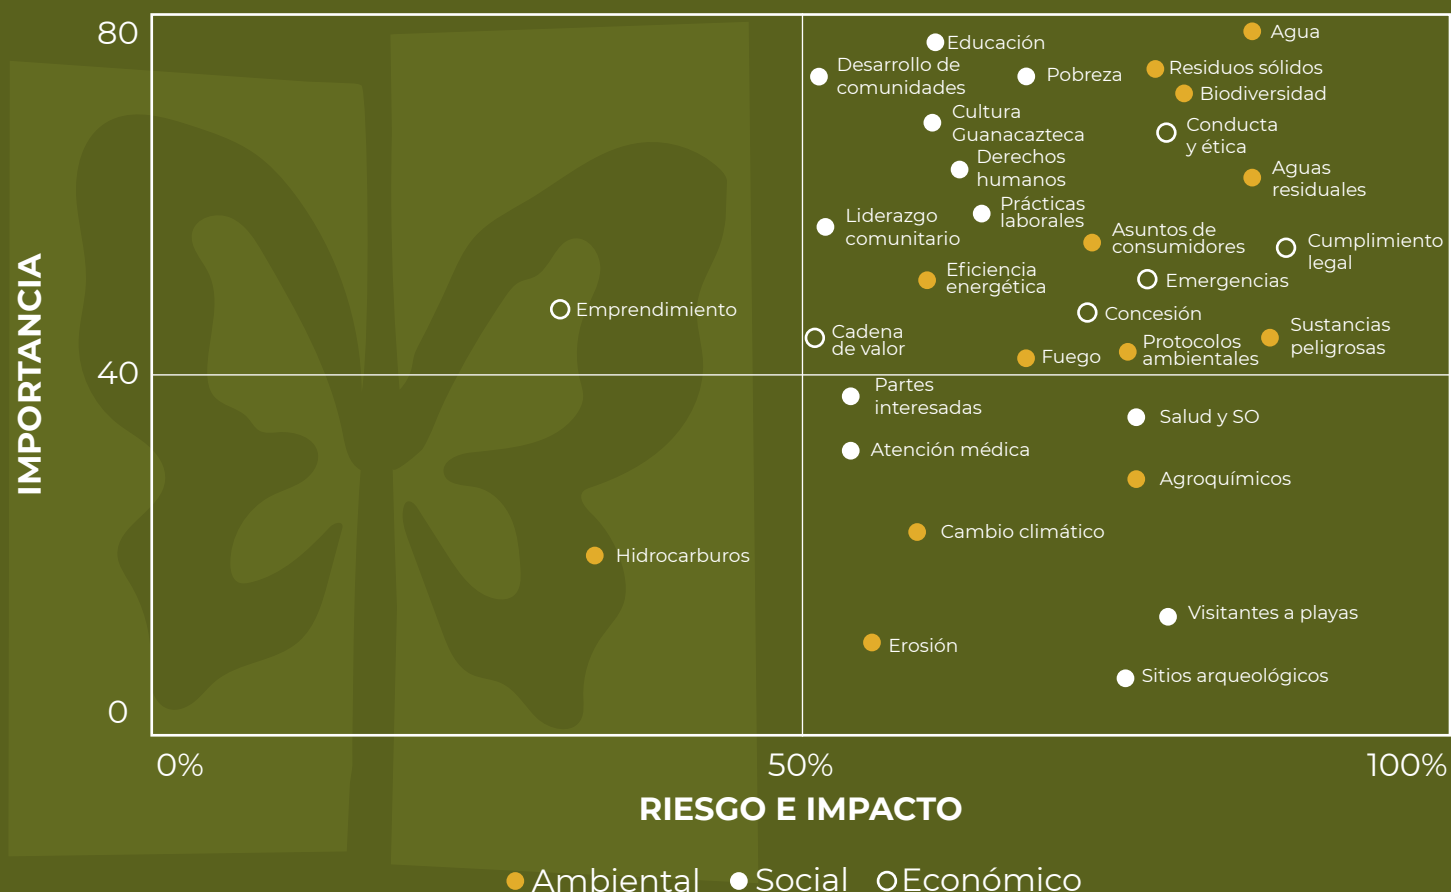 80
Agua
Educación
Desarrollo de
comunidades
Pobreza
Residuos sólidos
Biodiversidad
Cultura
Guanacazteca
Conducta
y ética
Derechos
humanos
Aguas
residuales
Prácticas
laborales
Liderazgo
comunitario
Asuntos de
consumidores
Cumplimiento
legal
Eficiencia
energética
Emergencias
Emprendimiento
Concesión
Cadena
de valor
Sustancias
peligrosas
Protocolos
ambientales
Fuego
IMPORTANCIA
40
Partes
interesadas
Salud y SO
Atención médica
Agroquímicos
Cambio climático
Hidrocarburos
Visitantes a playas
Erosión
Sitios arqueológicos
0
0%
50%
100%
RIESGO E IMPACTO
Ambiental
Social
Económico